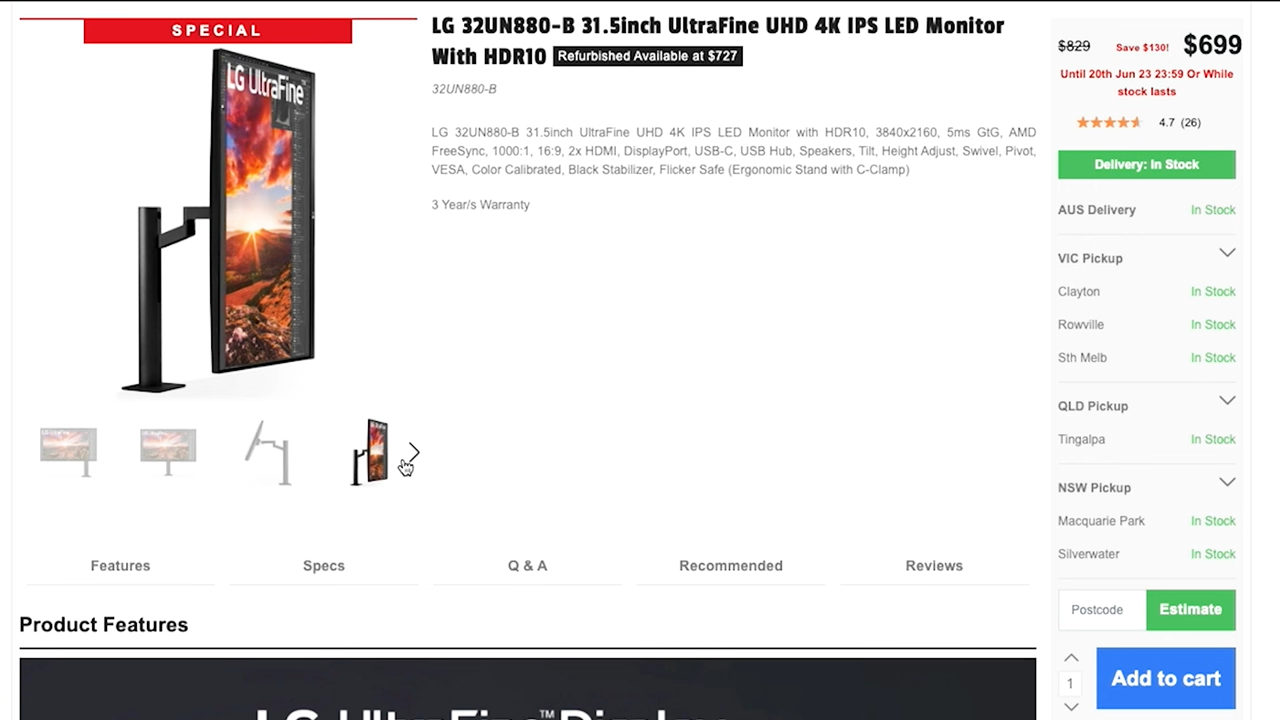 SPECIAL
LG UltraFine™
LG 32UN880-B 31.5inch UltraFine UHD 4K IPS LED Monitor
With HDR10 Refurbished Available at $727
32UN880-B
LG 32UN880-B 31.5inch UltraFine UHD 4K IPS LED Monitor with HDR10, 3840x2160, 5ms GtG, AMD
FreeSync, 1000:1, 16:9, 2x HDMI, DisplayPort, USB-C, USB Hub, Speakers, Tilt, Height Adjust, Swivel, Pivot,
VESA, Color Calibrated, Black Stabilizer, Flicker Safe (Ergonomic Stand with C-Clamp)
3 Year/s Warranty
$829 Save $130! $699
Until 20th Jun 23 23:59 Or While
stock lasts
4.7 (26)
Delivery: In Stock
AUS Delivery In Stock
VIC Pickup
Clayton In Stock
Rowville In Stock
Sth Melb In Stock
QLD Pickup
Tingalpa In Stock
NSW Pickup
Macquarie Park In Stock
Silverwater In Stock
Postcode Estimate
1 Add to cart
Features Specs Q & A Recommended Reviews
Product Features
LG UltraFine™ Display